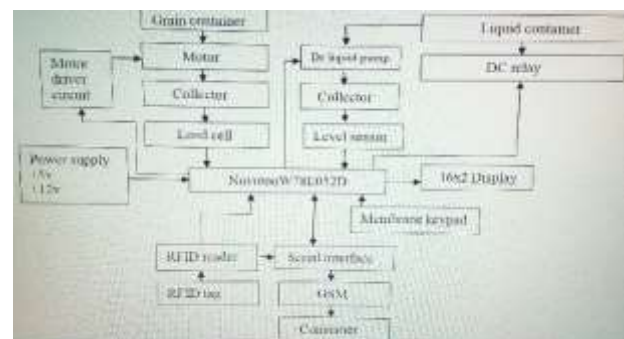 Grain container
Liquid container
Motor
driver
circuit
Motor
Dc liquid pump
DC relay
Collector
Collector
Load cell
Level sensor
Power supply
+5v
+12v
16x2 Display
Membrane keypad
RFID reader
Serial interface
RFID tag
GSM
Consumer